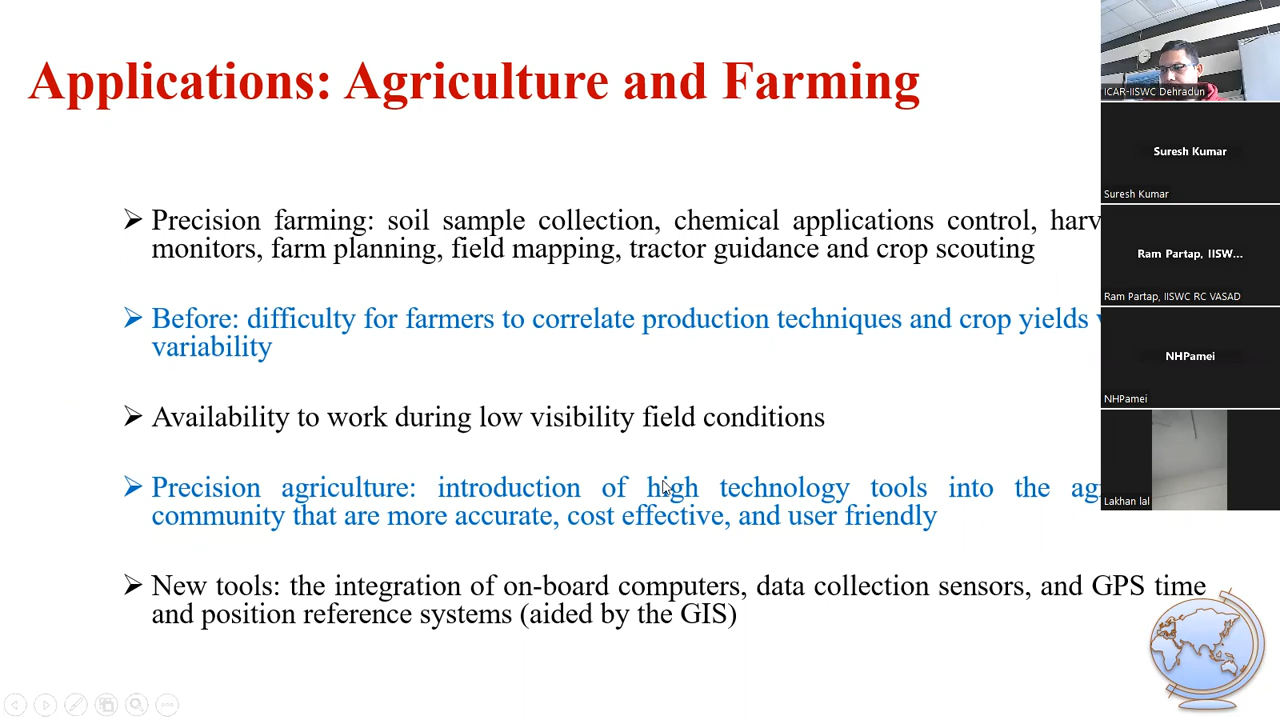 Applications: Agriculture and Farming
➢ Precision farming: soil sample collection, chemical applications control,
monitors, farm planning, field mapping, tractor guidance and crop scouting
➢ Before: difficulty for farmers to correlate production techniques and crop yields
variability
➢ Availability to work during low visibility field conditions
➢ Precision agriculture: introduction of high technology tools into the
community that are more accurate, cost effective, and user friendly
➢ New tools: the integration of on-board computers, data collection sensors, and GPS time
and position reference systems (aided by the GIS)
ICAR-IISWC Dehradun
Suresh Kumar
Suresh Kumar
Ram Partap, IISW...
Ram Partap, IISWC RC VASAD
NHPamei
NHPamei
Lakhan lal